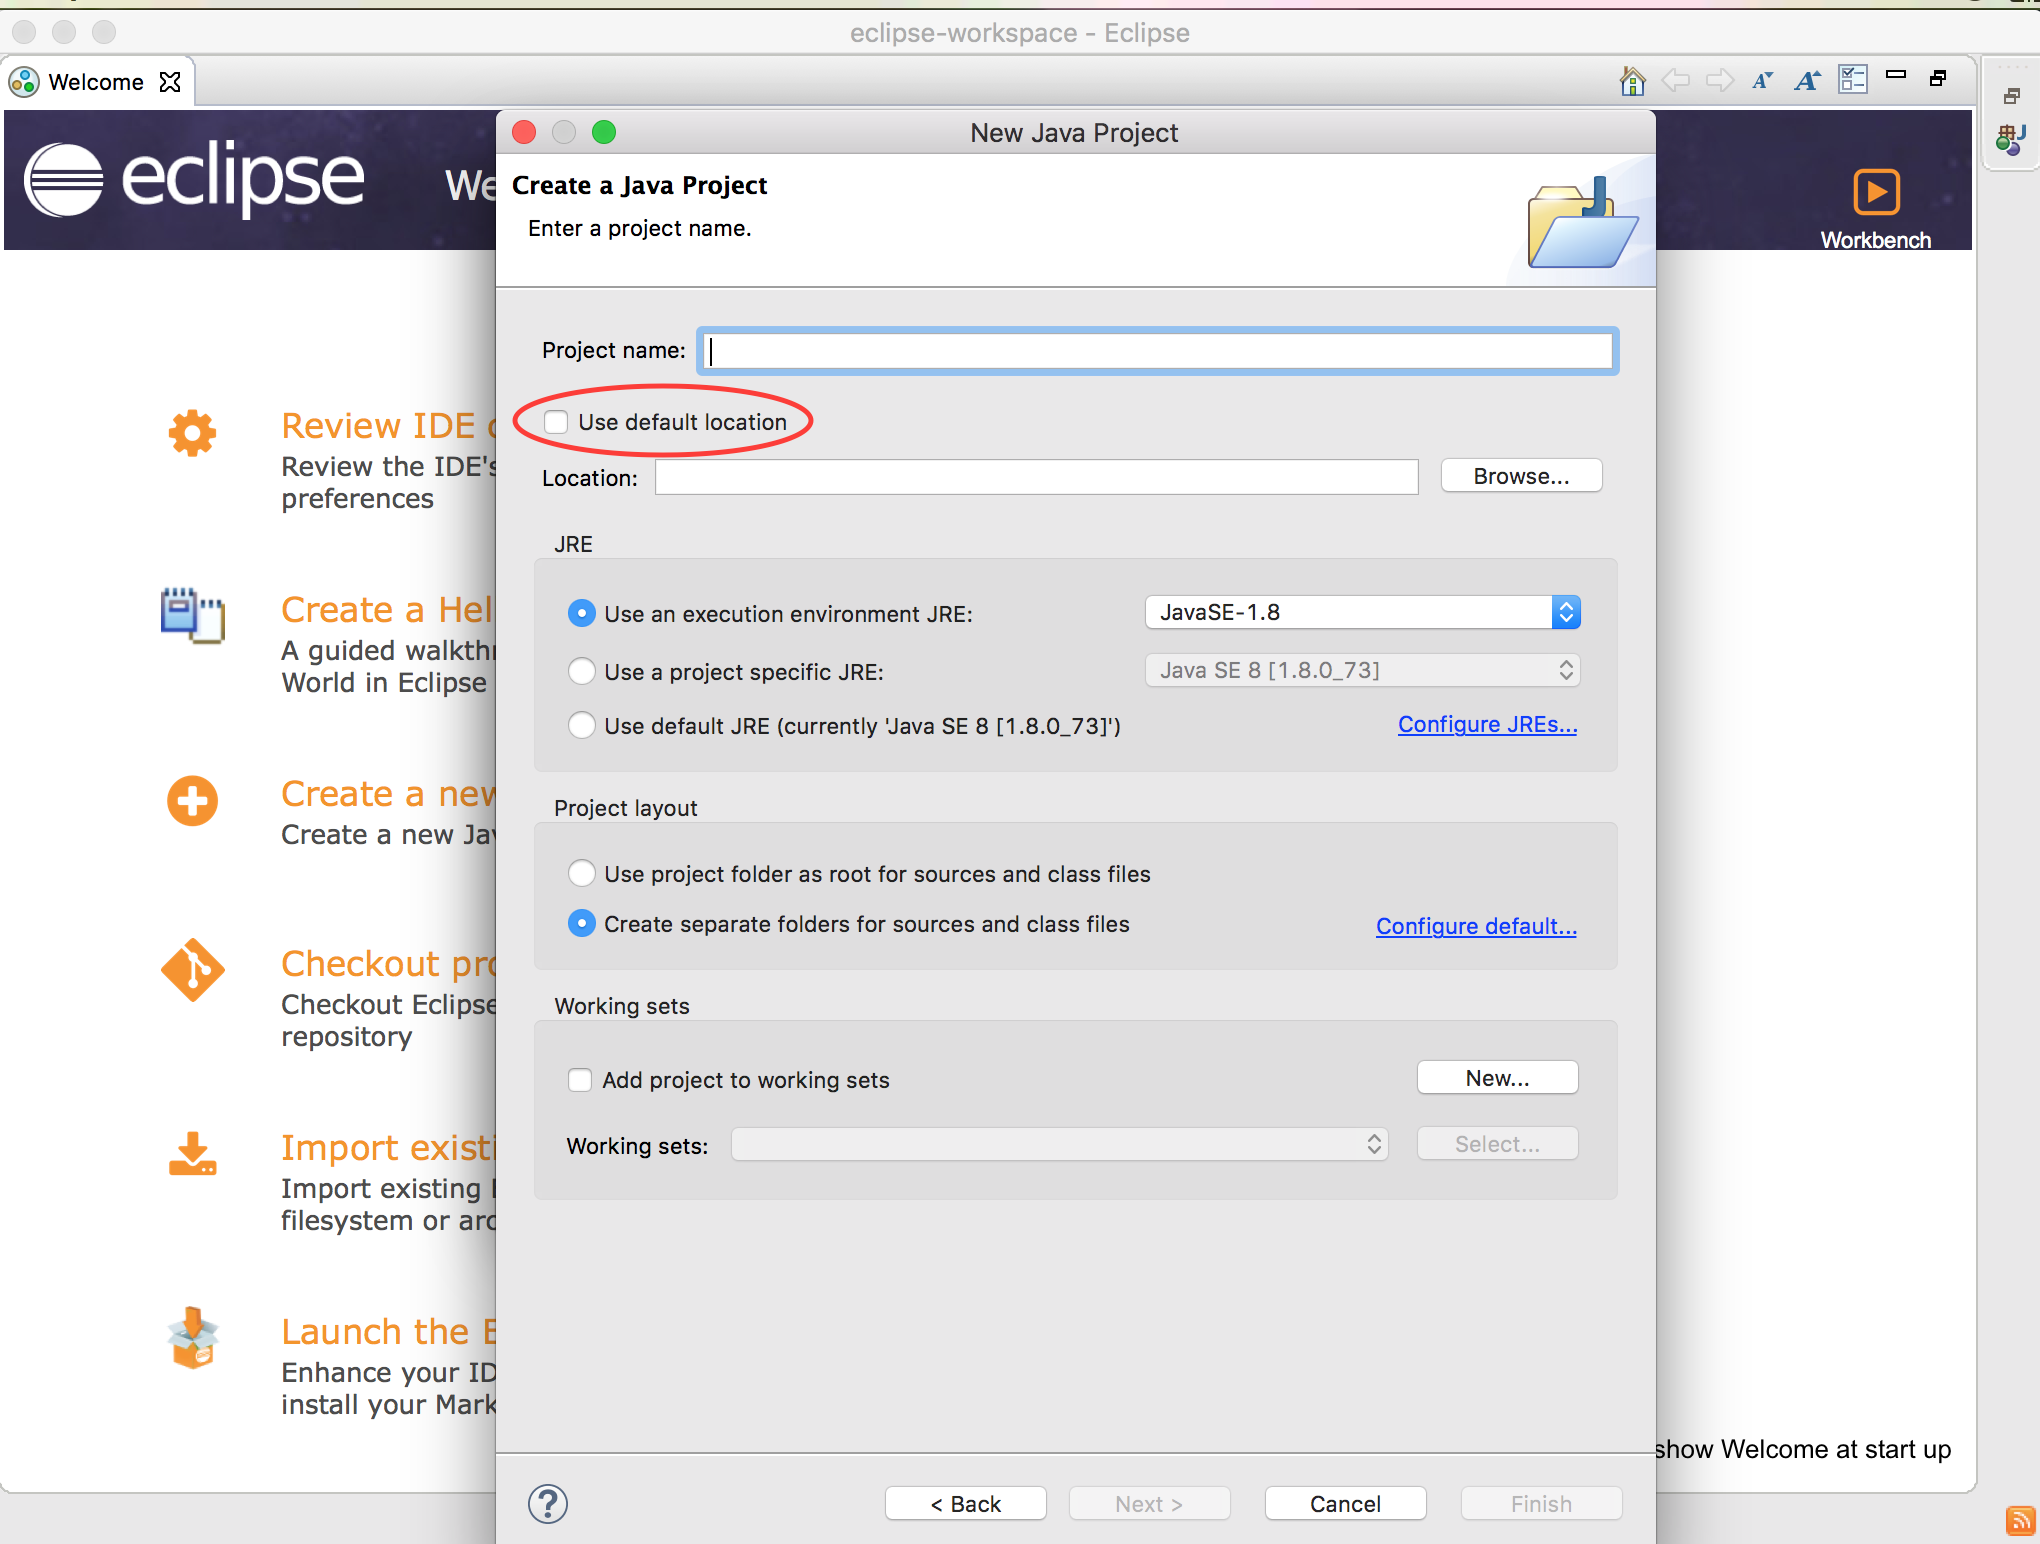 eclipse-workspace - Eclipse
Welcome
eclipse
We
Workbench
New Java Project
Create a Java Project
Enter a project name.
Project name:
Use default location
Location:
Browse...
JRE
Use an execution environment JRE:
JavaSE-1.8
Use a project specific JRE:
Java SE 8 [1.8.0_73]
Use default JRE (currently 'Java SE 8 [1.8.0_73]')
Configure JREs...
Project layout
Use project folder as root for sources and class files
Create separate folders for sources and class files
Configure default...
Working sets
Add project to working sets
New...
Working sets:
Select...
? < Back Next > Cancel Finish
Review IDE
Review the IDE's
preferences
Create a Hel
A guided walkth
World in Eclipse
Create a new
Create a new Jav
Checkout pro
Checkout Eclipse
repository
Import existi
Import existing
filesystem or arc
Launch the E
Enhance your ID
install your Mark
show Welcome at start up